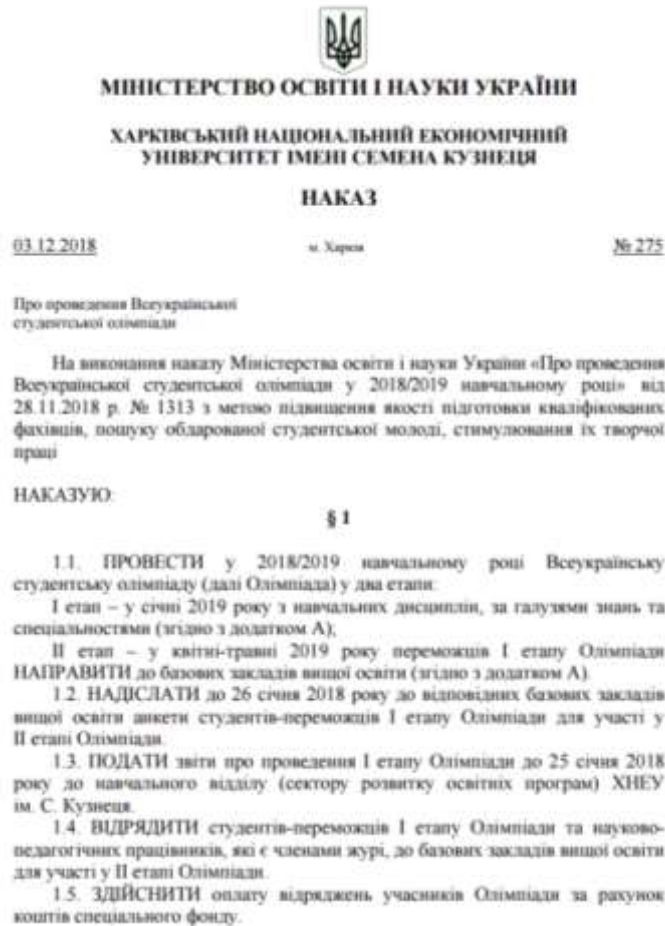 МІНІСТЕРСТВО ОСВІТИ І НАУКИ УКРАЇНИ
ХАРКІВСЬКИЙ НАЦІОНАЛЬНИЙ ЕКОНОМІЧНИЙ
УНІВЕРСИТЕТ ІМЕНІ СЕМЕНА КУЗНЕЦЯ
НАКАЗ
03.12.2018 м. Харків № 275
Про проведення Всеукраїнської
студентської олімпіади
На виконання наказу Міністерства освіти і науки України «Про проведення
Всеукраїнської студентської олімпіади у 2018/2019 навчальному році» від
28.11.2018 р. № 1313 з метою підвищення якості підготовки кваліфікованих
фахівців, пошуку обдарованої студентської молоді, стимулювання їх творчої
праці
НАКАЗУЮ:
§ 1
1.1. ПРОВЕСТИ у 2018/2019 навчальному році Всеукраїнську
студентську олімпіаду (далі Олімпіада) у два етапи:
І етап – у січні 2019 року з навчальних дисциплін, за галузями знань та
спеціальностями (згідно з додатком А);
ІІ етап – у квітні-травні 2019 року переможців І етапу Олімпіади
НАПРАВИТИ до базових закладів вищої освіти (згідно з додатком А).
1.2. НАДІСЛАТИ до 26 січня 2018 року до відповідних базових закладів
вищої освіти анкети студентів-переможців І етапу Олімпіади для участі у
ІІ етапі Олімпіади.
1.3. ПОДАТИ звіти про проведення І етапу Олімпіади до 25 січня 2018
року до навчального відділу (сектору розвитку освітніх програм) ХНЕУ
ім. С. Кузнеця.
1.4. ВІДРЯДИТИ студентів-переможців І етапу Олімпіади та науково-
педагогічних працівників, які є членами журі, до базових закладів вищої освіти
для участі у ІІ етапі Олімпіади.
1.5. ЗДІЙСНИТИ оплату відряджень учасників Олімпіади за рахунок
коштів спеціального фонду.